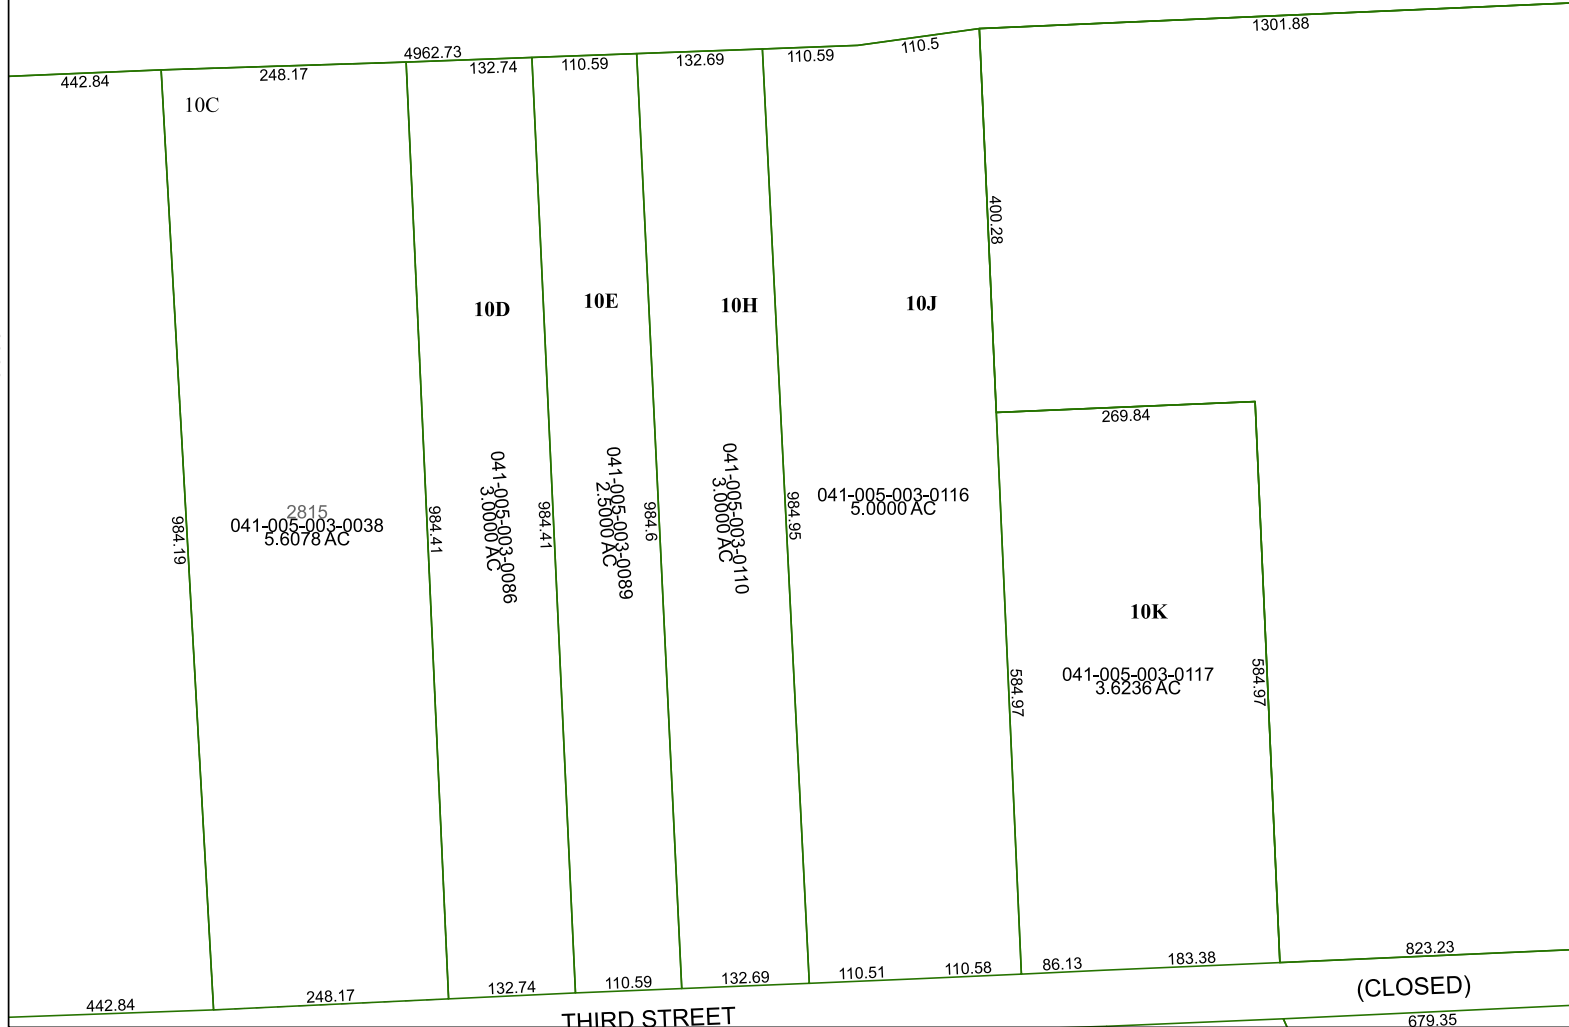 1301.88
4962.73
110.5
442.84
248.17
132.74
110.59
132.69
110.59
10C
400.28
10D
10E
10H
10J
269.84
984.19
2815
041-005-003-0038
5.6078 AC
984.41
041-005-003-0086
3.0000 AC
984.41
041-005-003-0089
2.5000 AC
984.6
041-005-003-0110
3.0000 AC
984.95
041-005-003-0116
5.0000 AC
10K
041-005-003-0117
3.6236 AC
584.97
584.97
442.84
248.17
132.74
110.59
132.69
110.51
110.58
86.13
183.38
823.23
(CLOSED)
THIRD STREET
679.35